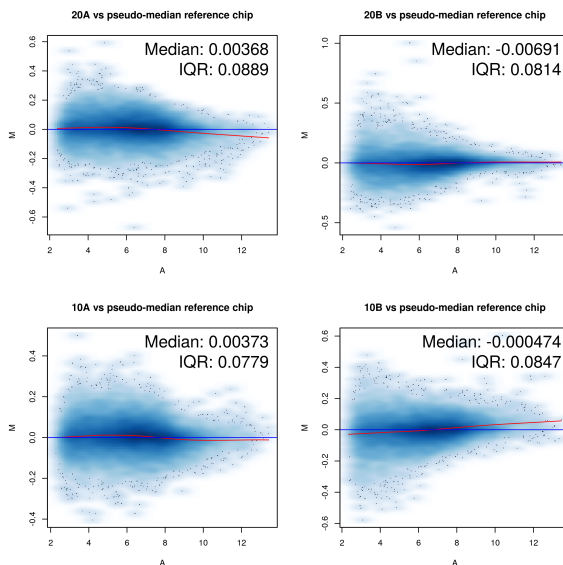 20A vs pseudo-median reference chip
Median: 0.00368
IQR: 0.0889
M
0.6
0.4
0.2
0.0
-0.2
-0.4
-0.6
2 4 6 8 10 12
A
20B vs pseudo-median reference chip
Median: -0.00691
IQR: 0.0814
M
1.0
0.5
0.0
-0.5
2 4 6 8 10 12
A
10A vs pseudo-median reference chip
Median: 0.00373
IQR: 0.0779
M
0.4
0.2
0.0
-0.2
-0.4
2 4 6 8 10 12
A
10B vs pseudo-median reference chip
Median: -0.000474
IQR: 0.0847
M
0.6
0.4
0.2
0.0
-0.2
-0.4
-0.6
2 4 6 8 10 12
A